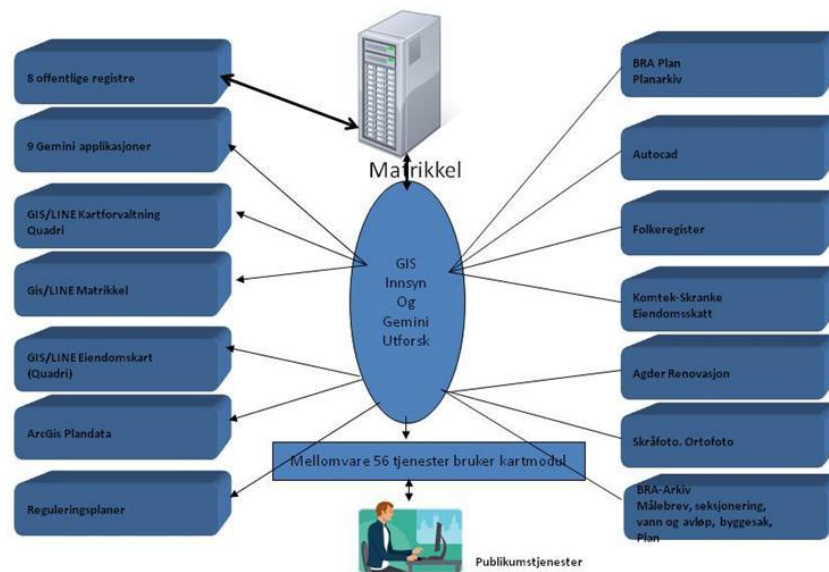 8 offentlige registre
9 Gemini applikasjoner
GIS/LINE Kartforvaltning
Quadri
Gis/LINE Matrikkel
GIS/LINE Eiendomskart
(Quadri)
ArcGis Plandata
Reguleringsplaner
Matrikkel
GIS
Innsyn
Og
Gemini
Utforsk
Mellomvare 56 tjenester bruker kartmodul
Publikumstjenester
BRA Plan
Planarkiv
Autocad
Folkeregister
Komtek-Skranke
Eiendomsskatt
Agder Renovasjon
Skråfoto. Ortofoto
BRA-Arkiv
Målebrev, seksjonering,
vann og avløp, byggesak,
Plan